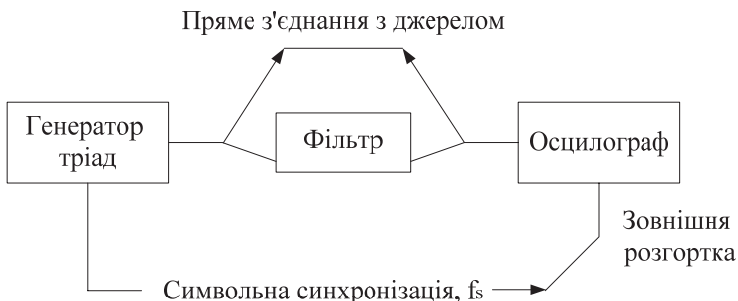 Пряме з'єднання з джерелом
Генератор
тріад
Фільтр
Осцилограф
Зовнішня
розгортка
Символьна синхронізація, fs